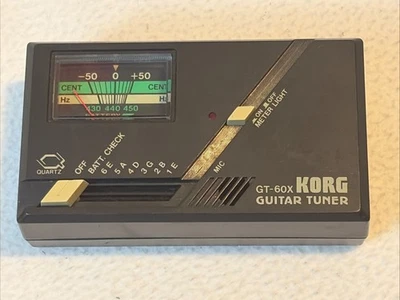 -50 0 +50
CENT CENT
Hz Hz
430 440 450
BATTERY
ON OFF
METER LIGHT
QUARTZ
OFF
BATT. CHECK
6 E
5 A
4 D
3 G
2 B
1 E
MIC
GT-60X KORG
GUITAR TUNER